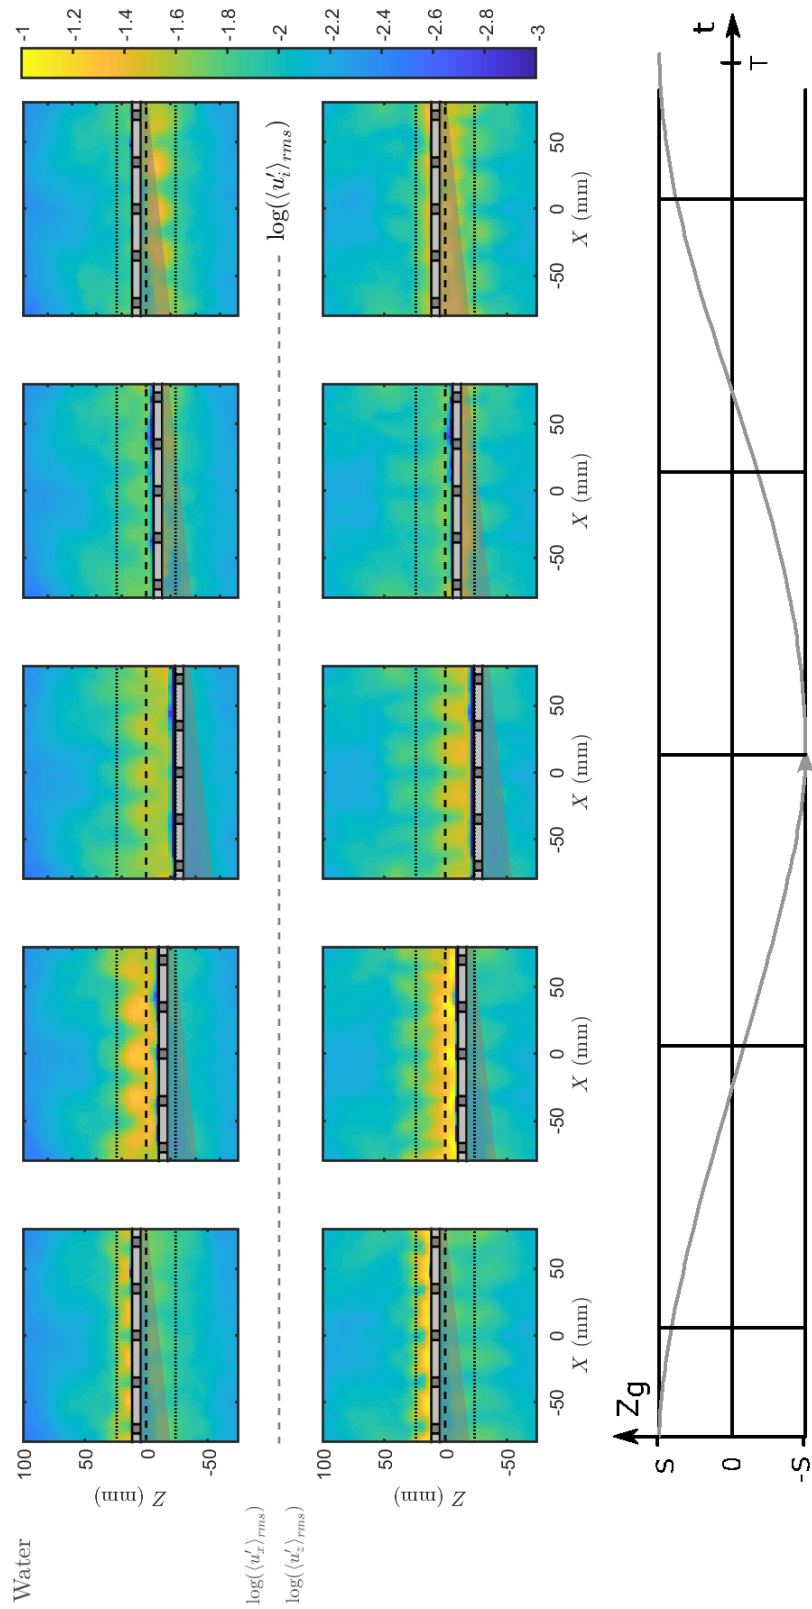 Water
log(⟨u′ₓ⟩ᵣₘₛ)
log(⟨u′_z⟩ᵣₘₛ)
Z (mm)
100
50
0
-50
Z (mm)
100
50
0
-50
-50 0 50
X (mm)
-50 0 50
X (mm)
-50 0 50
X (mm)
-50 0 50
X (mm)
-50 0 50
X (mm)
log(⟨u′ᵢ⟩ᵣₘₛ)
-1
-1.2
-1.4
-1.6
-1.8
-2
-2.2
-2.4
-2.6
-2.8
-3
Zg
S
0
-S
T
t